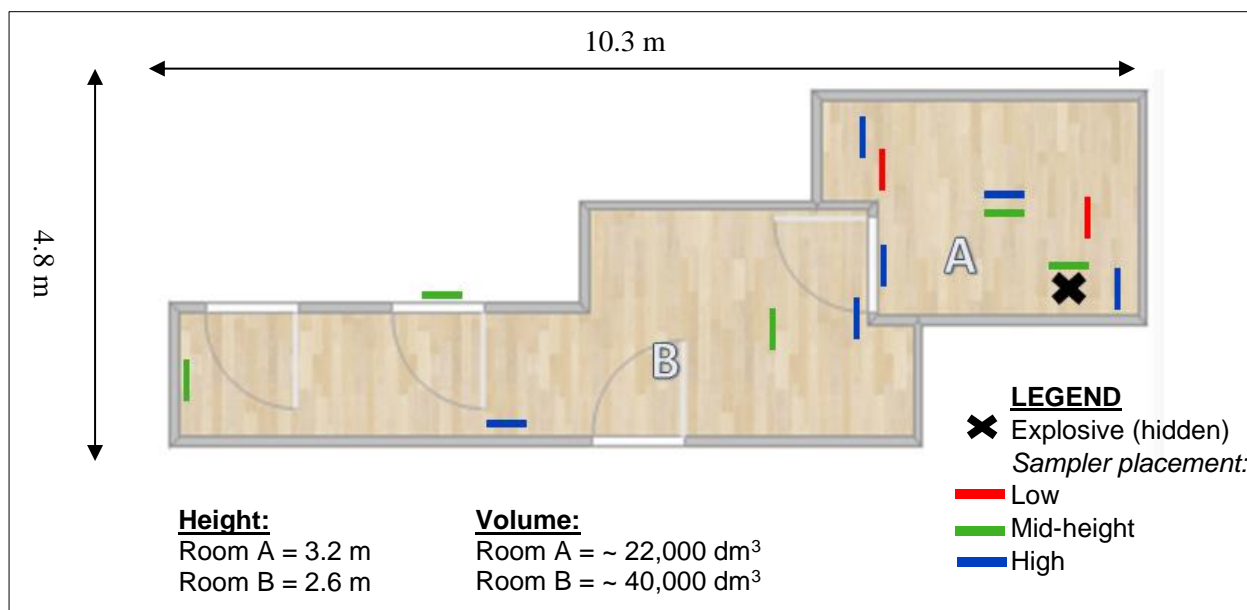 10.3 m
4.8 m
A
B
LEGEND
Explosive (hidden)
Sampler placement:
Low
Mid-height
High
Height:
Room A = 3.2 m
Room B = 2.6 m
Volume:
Room A = ~ 22,000 dm³
Room B = ~ 40,000 dm³